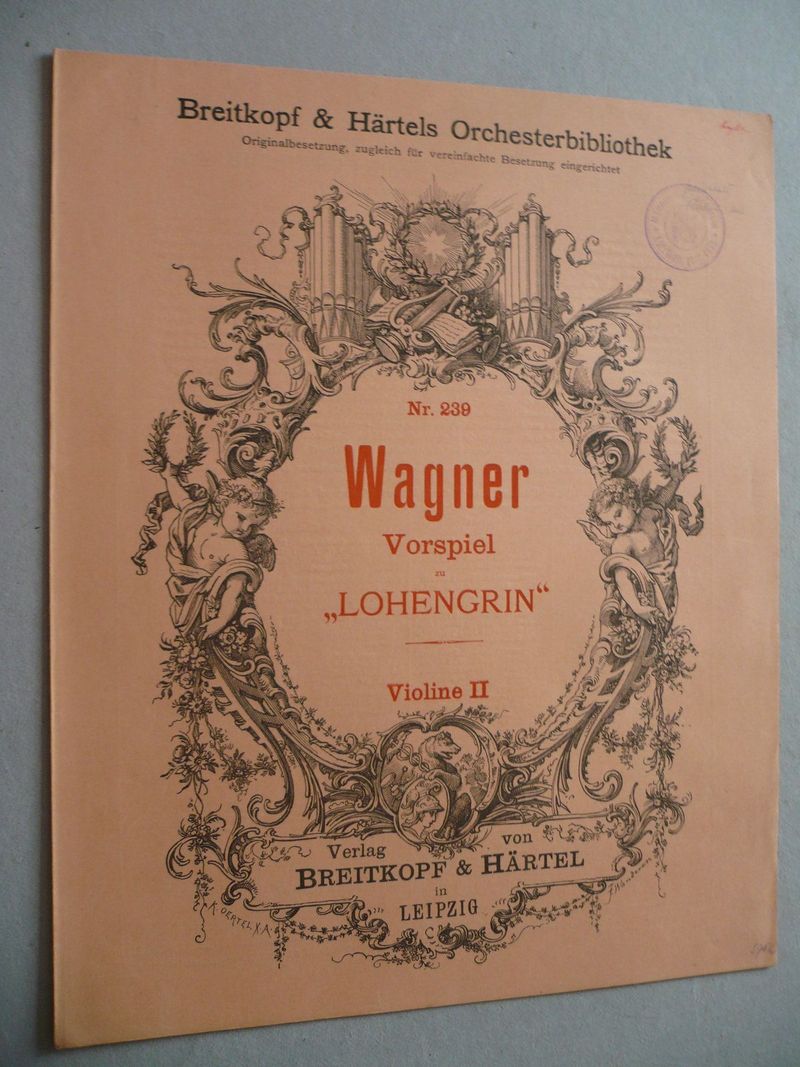 Breitkopf & Härtels Orchesterbibliothek
Originalbesetzung, zugleich für vereinfachte Besetzung eingerichtet
Nr. 239
Wagner
Vorspiel
zu
„LOHENGRIN“
Violine II
Verlag von
BREITKOPF & HÄRTEL
in
LEIPZIG
K. OERTEL X.A.